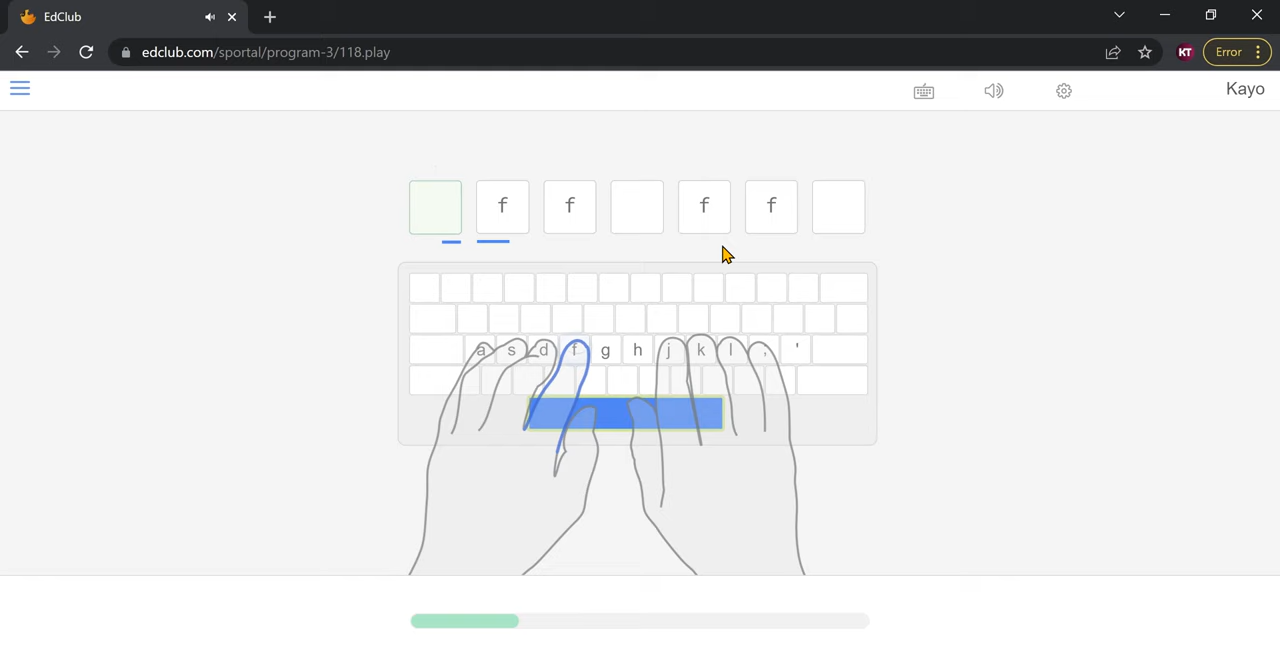 EdClub
edclub.com/sportal/program-3/118.play
KT
Error
Kayo
f f f f
a s d f g h j k l ; '